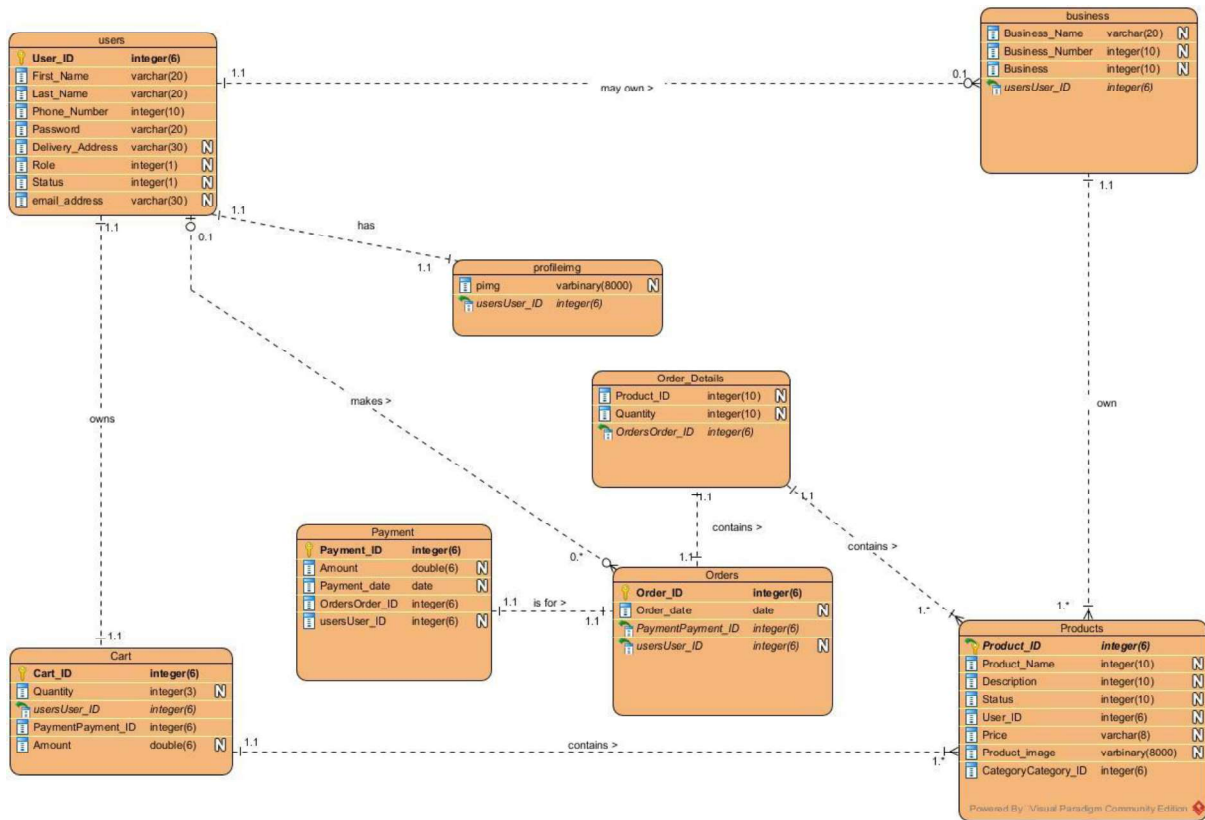 users
User_ID integer(6)
First_Name varchar(20)
Last_Name varchar(20)
Phone_Number integer(10)
Password varchar(20)
Delivery_Address varchar(30) N
Role integer(1) N
Status integer(1) N
email_address varchar(30) N
business
Business_Name varchar(20) N
Business_Number integer(10) N
Business integer(10) N
usersUser_ID integer(6)
1.1
may own >
0.1
1.1
has
1.1
profileimg
pimg varbinary(8000) N
usersUser_ID integer(6)
1.1
owns
1.1
0.1
makes >
0.*
1.1
own
1.*
Order_Details
Product_ID integer(10) N
Quantity integer(10) N
OrdersOrder_ID integer(6)
1.1
contains >
1.1
1.1
contains >
1.*
Payment
Payment_ID integer(6)
Amount double(6) N
Payment_date date N
OrdersOrder_ID integer(6)
usersUser_ID integer(6) N
1.1
is for >
1.1
Orders
Order_ID integer(6)
Order_date date N
PaymentPayment_ID integer(6)
usersUser_ID integer(6) N
Cart
Cart_ID integer(6)
Quantity integer(3) N
usersUser_ID integer(6)
PaymentPayment_ID integer(6)
Amount double(6) N
1.1
contains >
1.*
Products
Product_ID integer(6)
Product_Name integer(10) N
Description integer(10) N
Status integer(10) N
User_ID integer(6) N
Price varchar(8) N
Product_image varbinary(8000) N
CategoryCategory_ID integer(6)
Powered By Visual Paradigm Community Edition